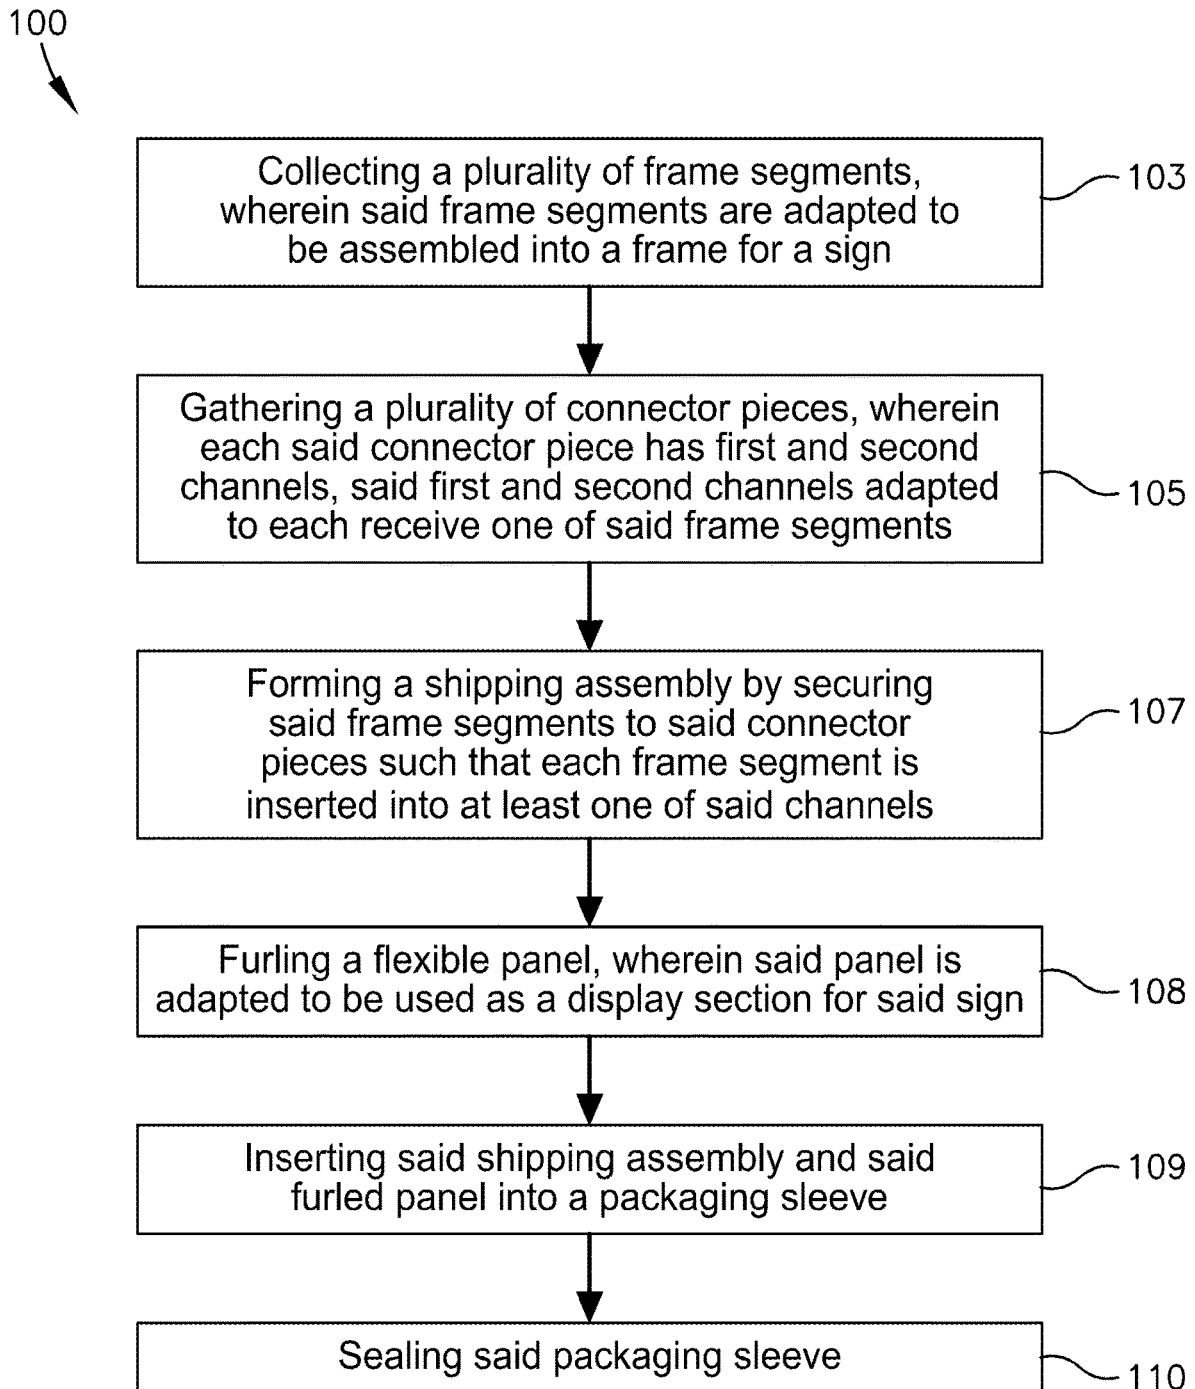 100
Collecting a plurality of frame segments,
wherein said frame segments are adapted to
be assembled into a frame for a sign
103
Gathering a plurality of connector pieces, wherein
each said connector piece has first and second
channels, said first and second channels adapted
to each receive one of said frame segments
105
Forming a shipping assembly by securing
said frame segments to said connector
pieces such that each frame segment is
inserted into at least one of said channels
107
Furling a flexible panel, wherein said panel is
adapted to be used as a display section for said sign
108
Inserting said shipping assembly and said
furled panel into a packaging sleeve
109
Sealing said packaging sleeve
110